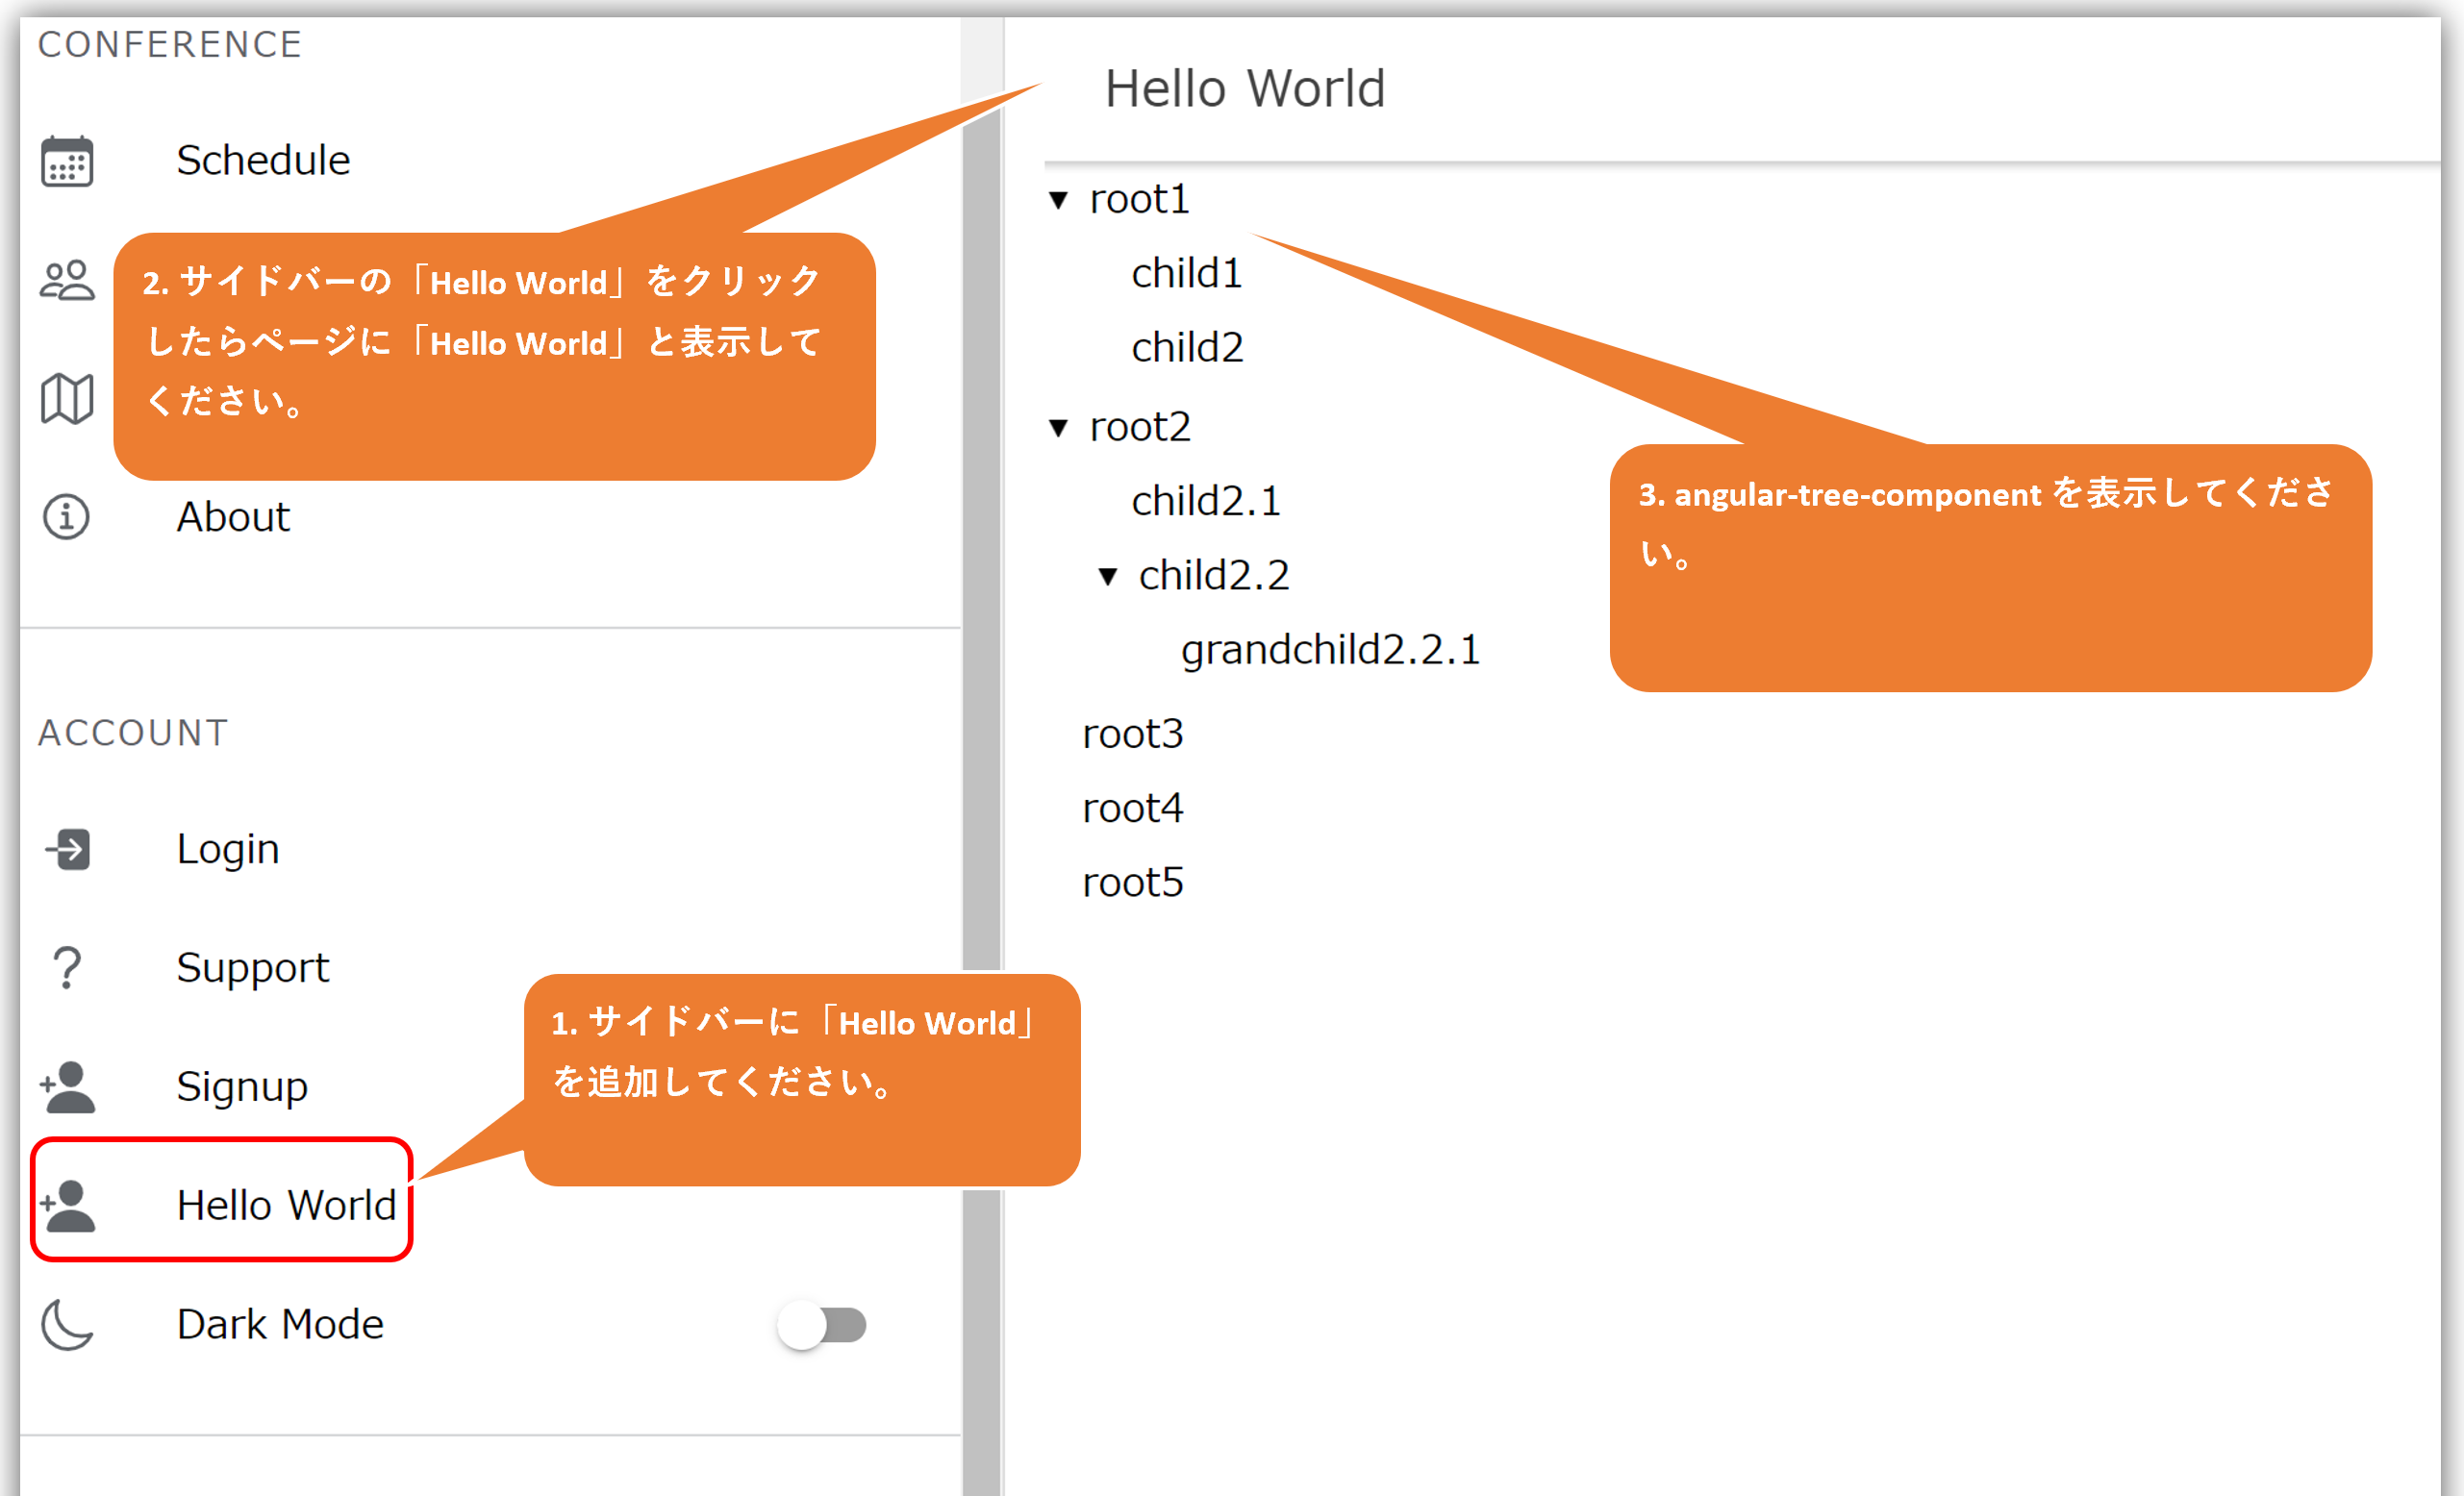 CONFERENCE
Schedule
2. サイドバーの「Hello World」をクリック
したらページに「Hello World」と表示して
ください。
About
ACCOUNT
Login
Support
Signup
1. サイドバーに「Hello World」
を追加してください。
Hello World
Dark Mode
Hello World
root1
child1
child2
root2
child2.1
child2.2
grandchild2.2.1
root3
root4
root5
3. angular-tree-component を表示してくださ
い。